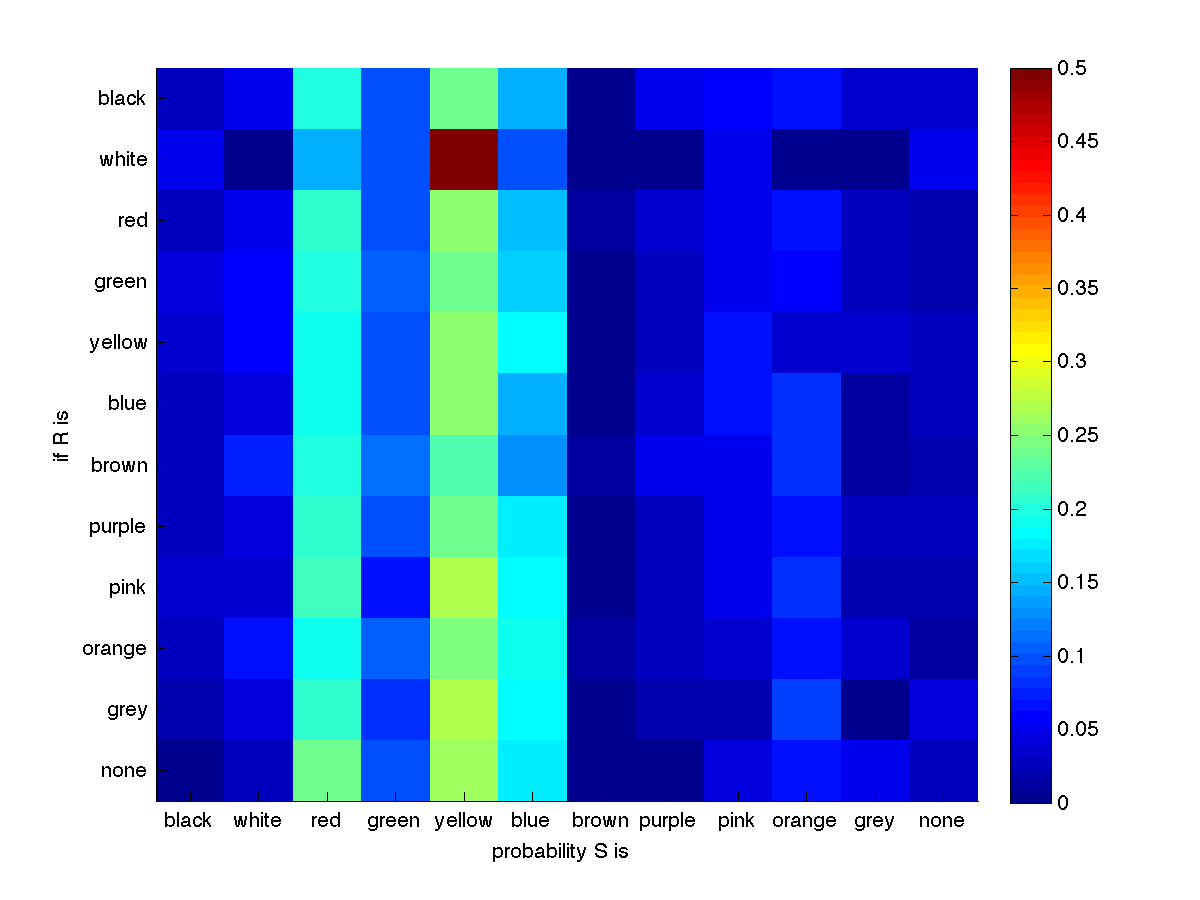 black
white
red
green
yellow
blue
brown
purple
pink
orange
grey
none
if R is
black white red green yellow blue brown purple pink orange grey none
probability S is
0.5
0.45
0.4
0.35
0.3
0.25
0.2
0.15
0.1
0.05
0